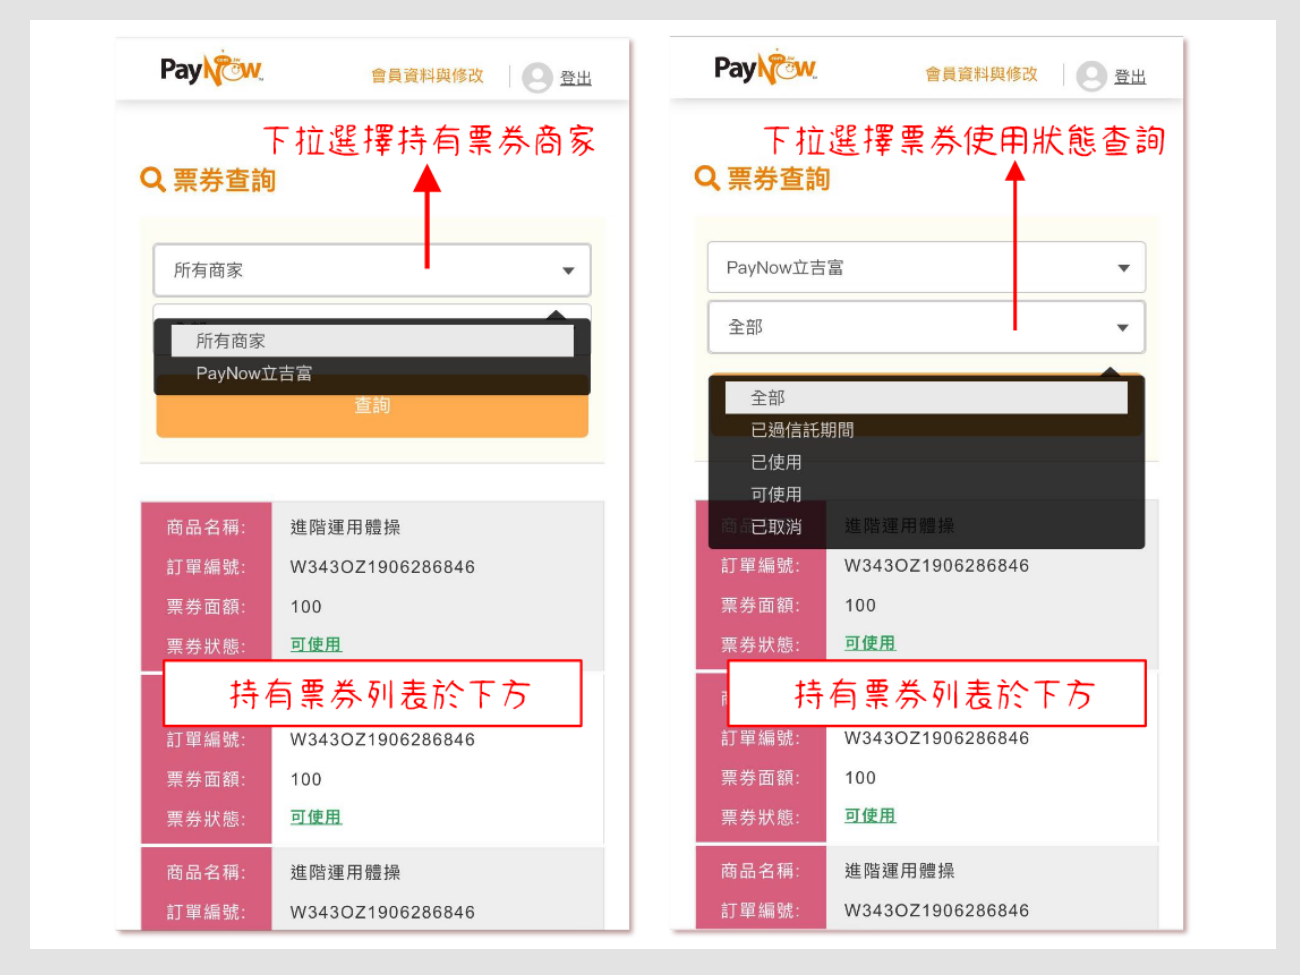 PayNow
會員資料與修改
登出
下拉選擇持有票券商家
票券查詢
所有商家
所有商家
PayNow立吉富
查詢
商品名稱: 進階運用體操
訂單編號: W343OZ1906286846
票券面額: 100
票券狀態: 可使用
持有票券列表於下方
訂單編號: W343OZ1906286846
票券面額: 100
票券狀態: 可使用
商品名稱: 進階運用體操
訂單編號: W343OZ1906286846
PayNow
會員資料與修改
登出
下拉選擇票券使用狀態查詢
票券查詢
PayNow立吉富
全部
全部
已過信託期間
已使用
可使用
已取消
進階運用體操
訂單編號: W343OZ1906286846
票券面額: 100
票券狀態: 可使用
持有票券列表於下方
訂單編號: W343OZ1906286846
票券面額: 100
票券狀態: 可使用
商品名稱: 進階運用體操
訂單編號: W343OZ1906286846